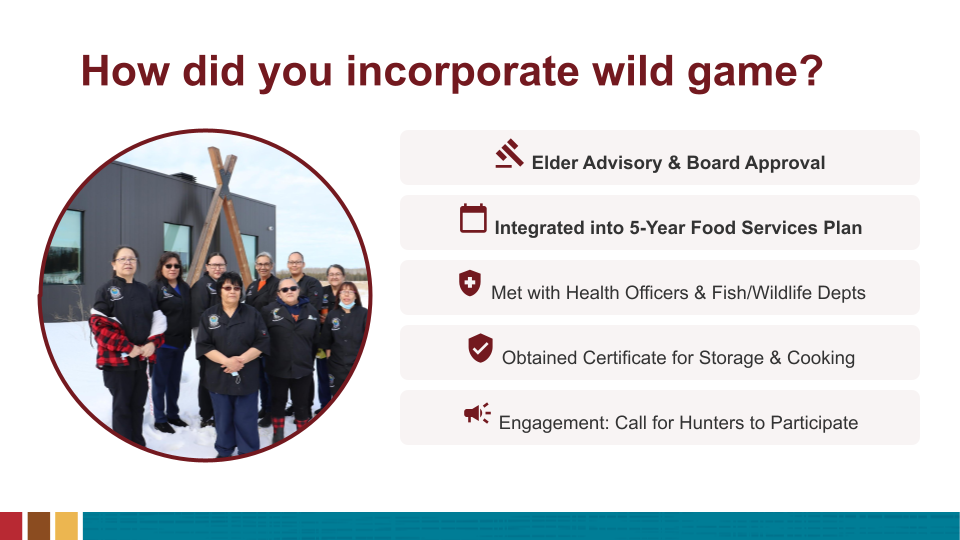 How did you incorporate wild game?
Elder Advisory & Board Approval
Integrated into 5-Year Food Services Plan
Met with Health Officers & Fish/Wildlife Depts
Obtained Certificate for Storage & Cooking
Engagement: Call for Hunters to Participate